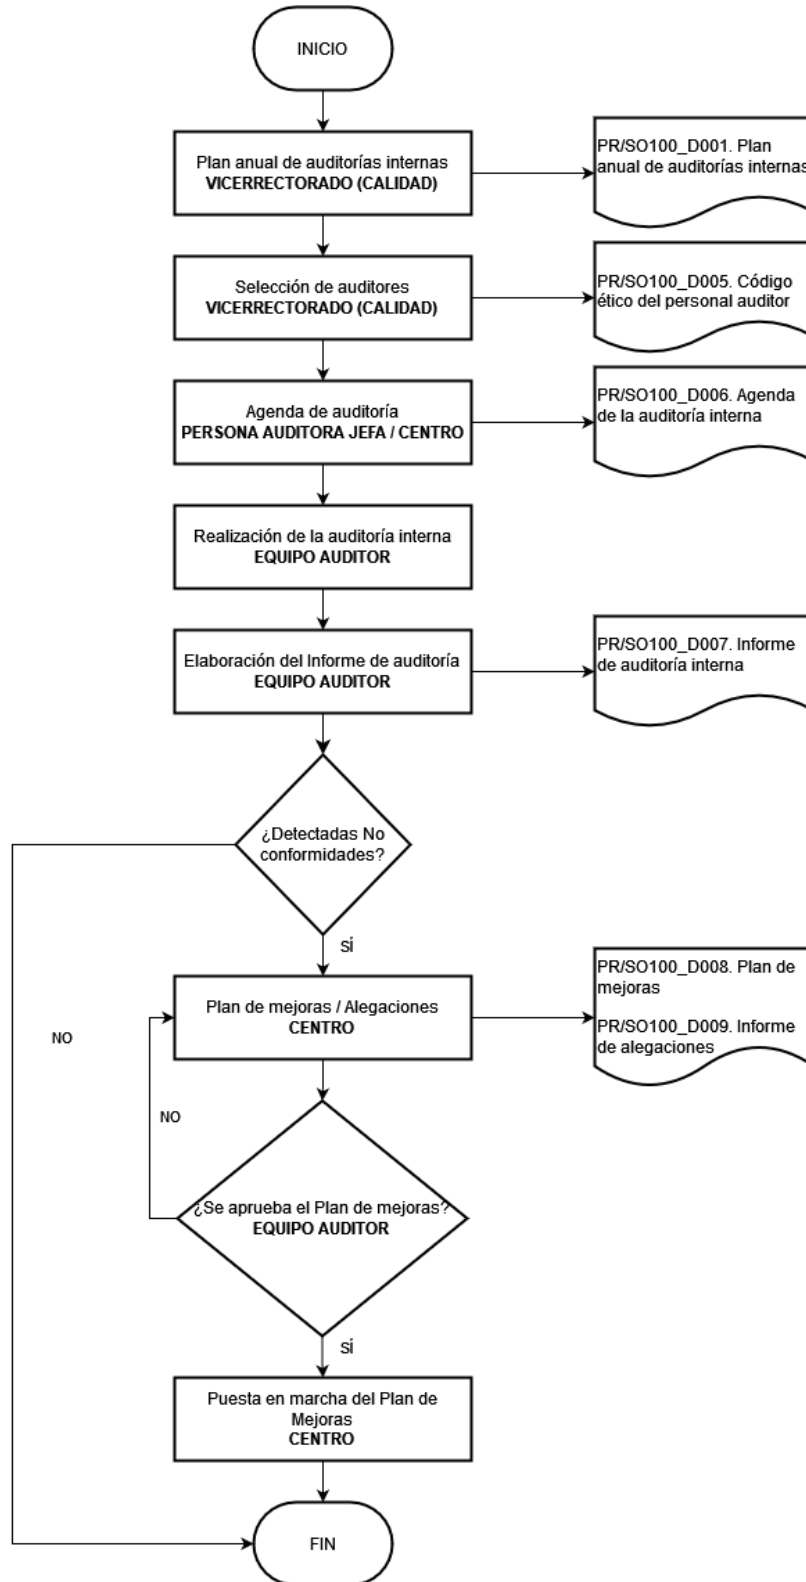 INICIO
Plan anual de auditorías internas
VICERRECTORADO (CALIDAD)
PR/SO100_D001. Plan
anual de auditorías internas
Selección de auditores
VICERRECTORADO (CALIDAD)
PR/SO100_D005. Código
ético del personal auditor
Agenda de auditoría
PERSONA AUDITORA JEFA / CENTRO
PR/SO100_D006. Agenda
de la auditoría interna
Realización de la auditoría interna
EQUIPO AUDITOR
Elaboración del Informe de auditoría
EQUIPO AUDITOR
PR/SO100_D007. Informe
de auditoría interna
¿Detectadas No
conformidades?
SÍ
NO
Plan de mejoras / Alegaciones
CENTRO
PR/SO100_D008. Plan de
mejoras
PR/SO100_D009. Informe
de alegaciones
NO
¿Se aprueba el Plan de mejoras?
EQUIPO AUDITOR
SÍ
Puesta en marcha del Plan de
Mejoras
CENTRO
FIN